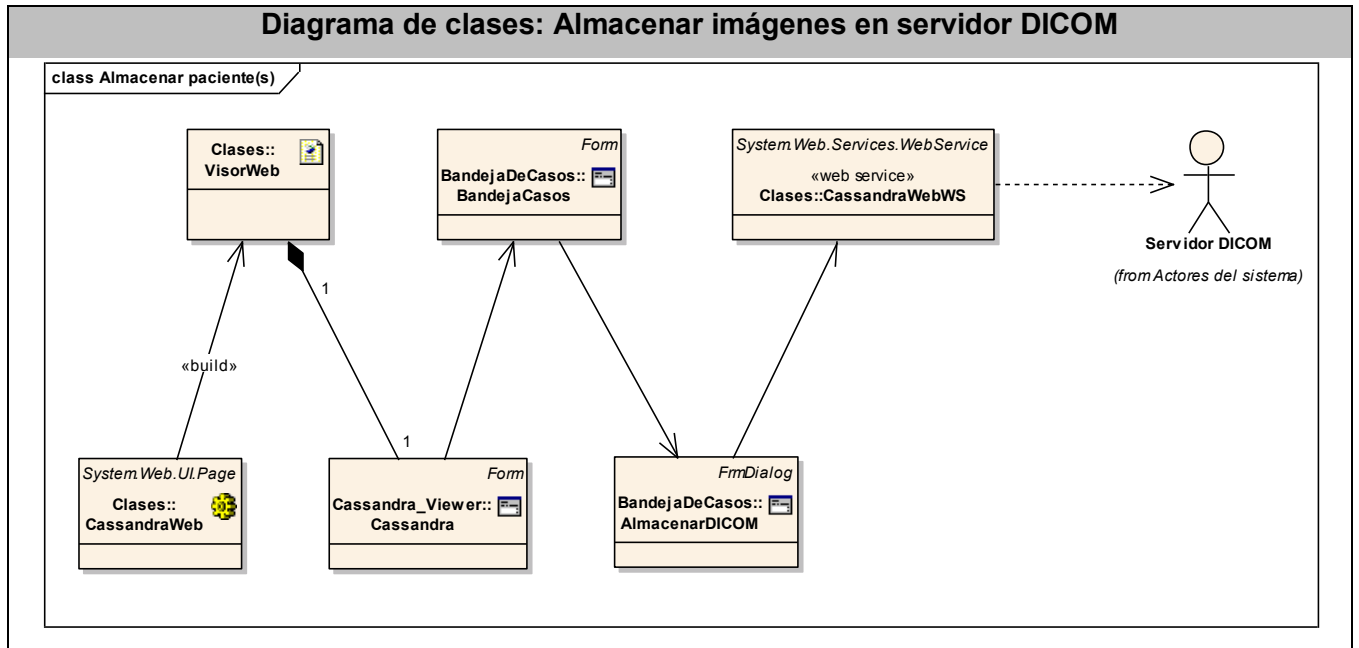 Diagrama de clases: Almacenar imágenes en servidor DICOM
class Almacenar paciente(s)
Clases::
VisorWeb
Form
BandejaDeCasos::
BandejaCasos
System.Web.Services.WebService
«web service»
Clases::CassandraWebWS
Servidor DICOM
(from Actores del sistema)
1
«build»
1
System.Web.UI.Page
Clases::
CassandraWeb
Form
Cassandra_Viewer::
Cassandra
FrmDialog
BandejaDeCasos::
AlmacenarDICOM